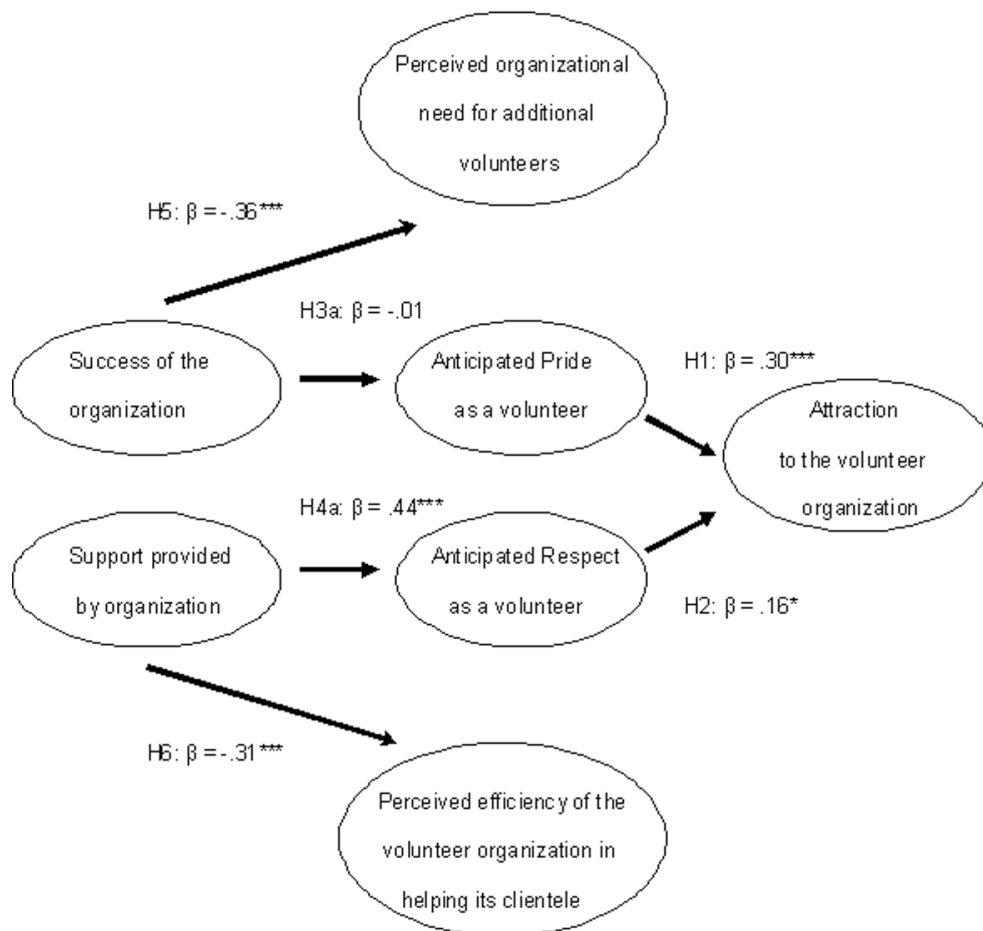 Perceived organizational
need for additional
volunteers
H5: β = -.36***
H3a: β = -.01
Success of the
organization
Anticipated Pride
as a volunteer
H1: β = .30***
Attraction
to the volunteer
organization
H4a: β = .44***
Support provided
by organization
Anticipated Respect
as a volunteer
H2: β = .16*
H6: β = -.31***
Perceived efficiency of the
volunteer organization in
helping its clientele